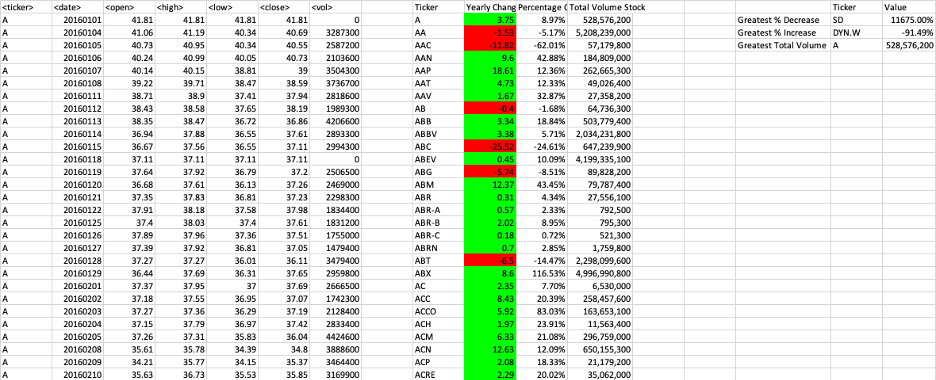 <ticker> <date> <open> <high> <low> <close> <vol> Ticker Yearly Chang Percentage C Total Volume Stock Ticker Value
A 20160101 41.81 41.81 41.81 41.81 0 A 3.75 8.97% 528,576,200 Greatest % Decrease SD 11675.00%
A 20160104 41.06 41.19 40.34 40.69 3287300 AA -1.53 -5.17% 5,208,239,000 Greatest % Increase DYN.W -91.49%
A 20160105 40.73 40.95 40.34 40.55 2587200 AAC -11.82 -62.01% 57,179,800 Greatest Total Volume A 528,576,200
A 20160106 40.24 40.99 40.05 40.73 2103600 AAN 9.6 42.88% 184,809,000
A 20160107 40.14 40.15 38.81 39 3504300 AAP 18.61 12.36% 262,665,300
A 20160108 39.22 39.71 38.47 38.59 3736700 AAT 4.73 12.33% 49,026,400
A 20160111 38.71 38.9 37.41 37.94 2818600 AAV 1.67 32.87% 27,358,200
A 20160112 38.43 38.58 37.65 38.19 1989300 AB -0.4 -1.68% 64,736,300
A 20160113 38.35 38.47 36.72 36.86 4206600 ABB 3.34 18.84% 503,779,400
A 20160114 36.94 37.88 36.55 37.61 2893300 ABBV 3.38 5.71% 2,034,231,800
A 20160115 36.67 37.56 36.55 37.11 2994300 ABC -25.52 -24.61% 647,239,900
A 20160118 37.11 37.11 37.11 37.11 0 ABEV 0.45 10.09% 4,199,335,100
A 20160119 37.64 37.92 36.79 37.2 2506500 ABG -5.74 -8.51% 89,828,200
A 20160120 36.68 37.61 36.13 37.26 2469000 ABM 12.37 43.45% 79,787,400
A 20160121 37.35 37.83 36.81 37.23 2298300 ABR 0.31 4.34% 27,556,100
A 20160122 37.91 38.18 37.58 37.98 1834400 ABR-A 0.57 2.33% 792,500
A 20160125 37.4 38.03 37.4 37.61 1831200 ABR-B 2.02 8.95% 795,300
A 20160126 37.89 37.96 37.36 37.51 1755000 ABR-C 0.18 0.72% 521,300
A 20160127 37.39 37.92 36.81 37.05 1479400 ABRN 0.7 2.85% 1,759,800
A 20160128 37.27 37.27 36.01 36.11 3479400 ABT -6.5 -14.47% 2,298,099,600
A 20160129 36.44 37.69 36.31 37.65 2959800 ABX 8.6 116.53% 4,996,990,800
A 20160201 37.37 37.95 37 37.69 2666500 AC 2.35 7.70% 6,530,000
A 20160202 37.18 37.55 36.95 37.07 1742300 ACC 8.43 20.39% 258,457,600
A 20160203 37.27 37.36 36.29 37.19 2128400 ACCO 5.92 83.03% 163,653,100
A 20160204 37.15 37.79 36.97 37.42 2833400 ACH 1.97 23.91% 11,563,400
A 20160205 37.26 37.31 35.83 36.04 4424600 ACM 6.33 21.08% 296,759,000
A 20160208 35.61 35.78 34.39 34.8 3888600 ACN 12.63 12.09% 650,155,300
A 20160209 34.21 35.77 34.15 35.37 3464400 ACP 2.08 18.33% 21,179,200
A 20160210 35.63 36.73 35.53 35.85 3169900 ACRE 2.29 20.02% 35,062,000